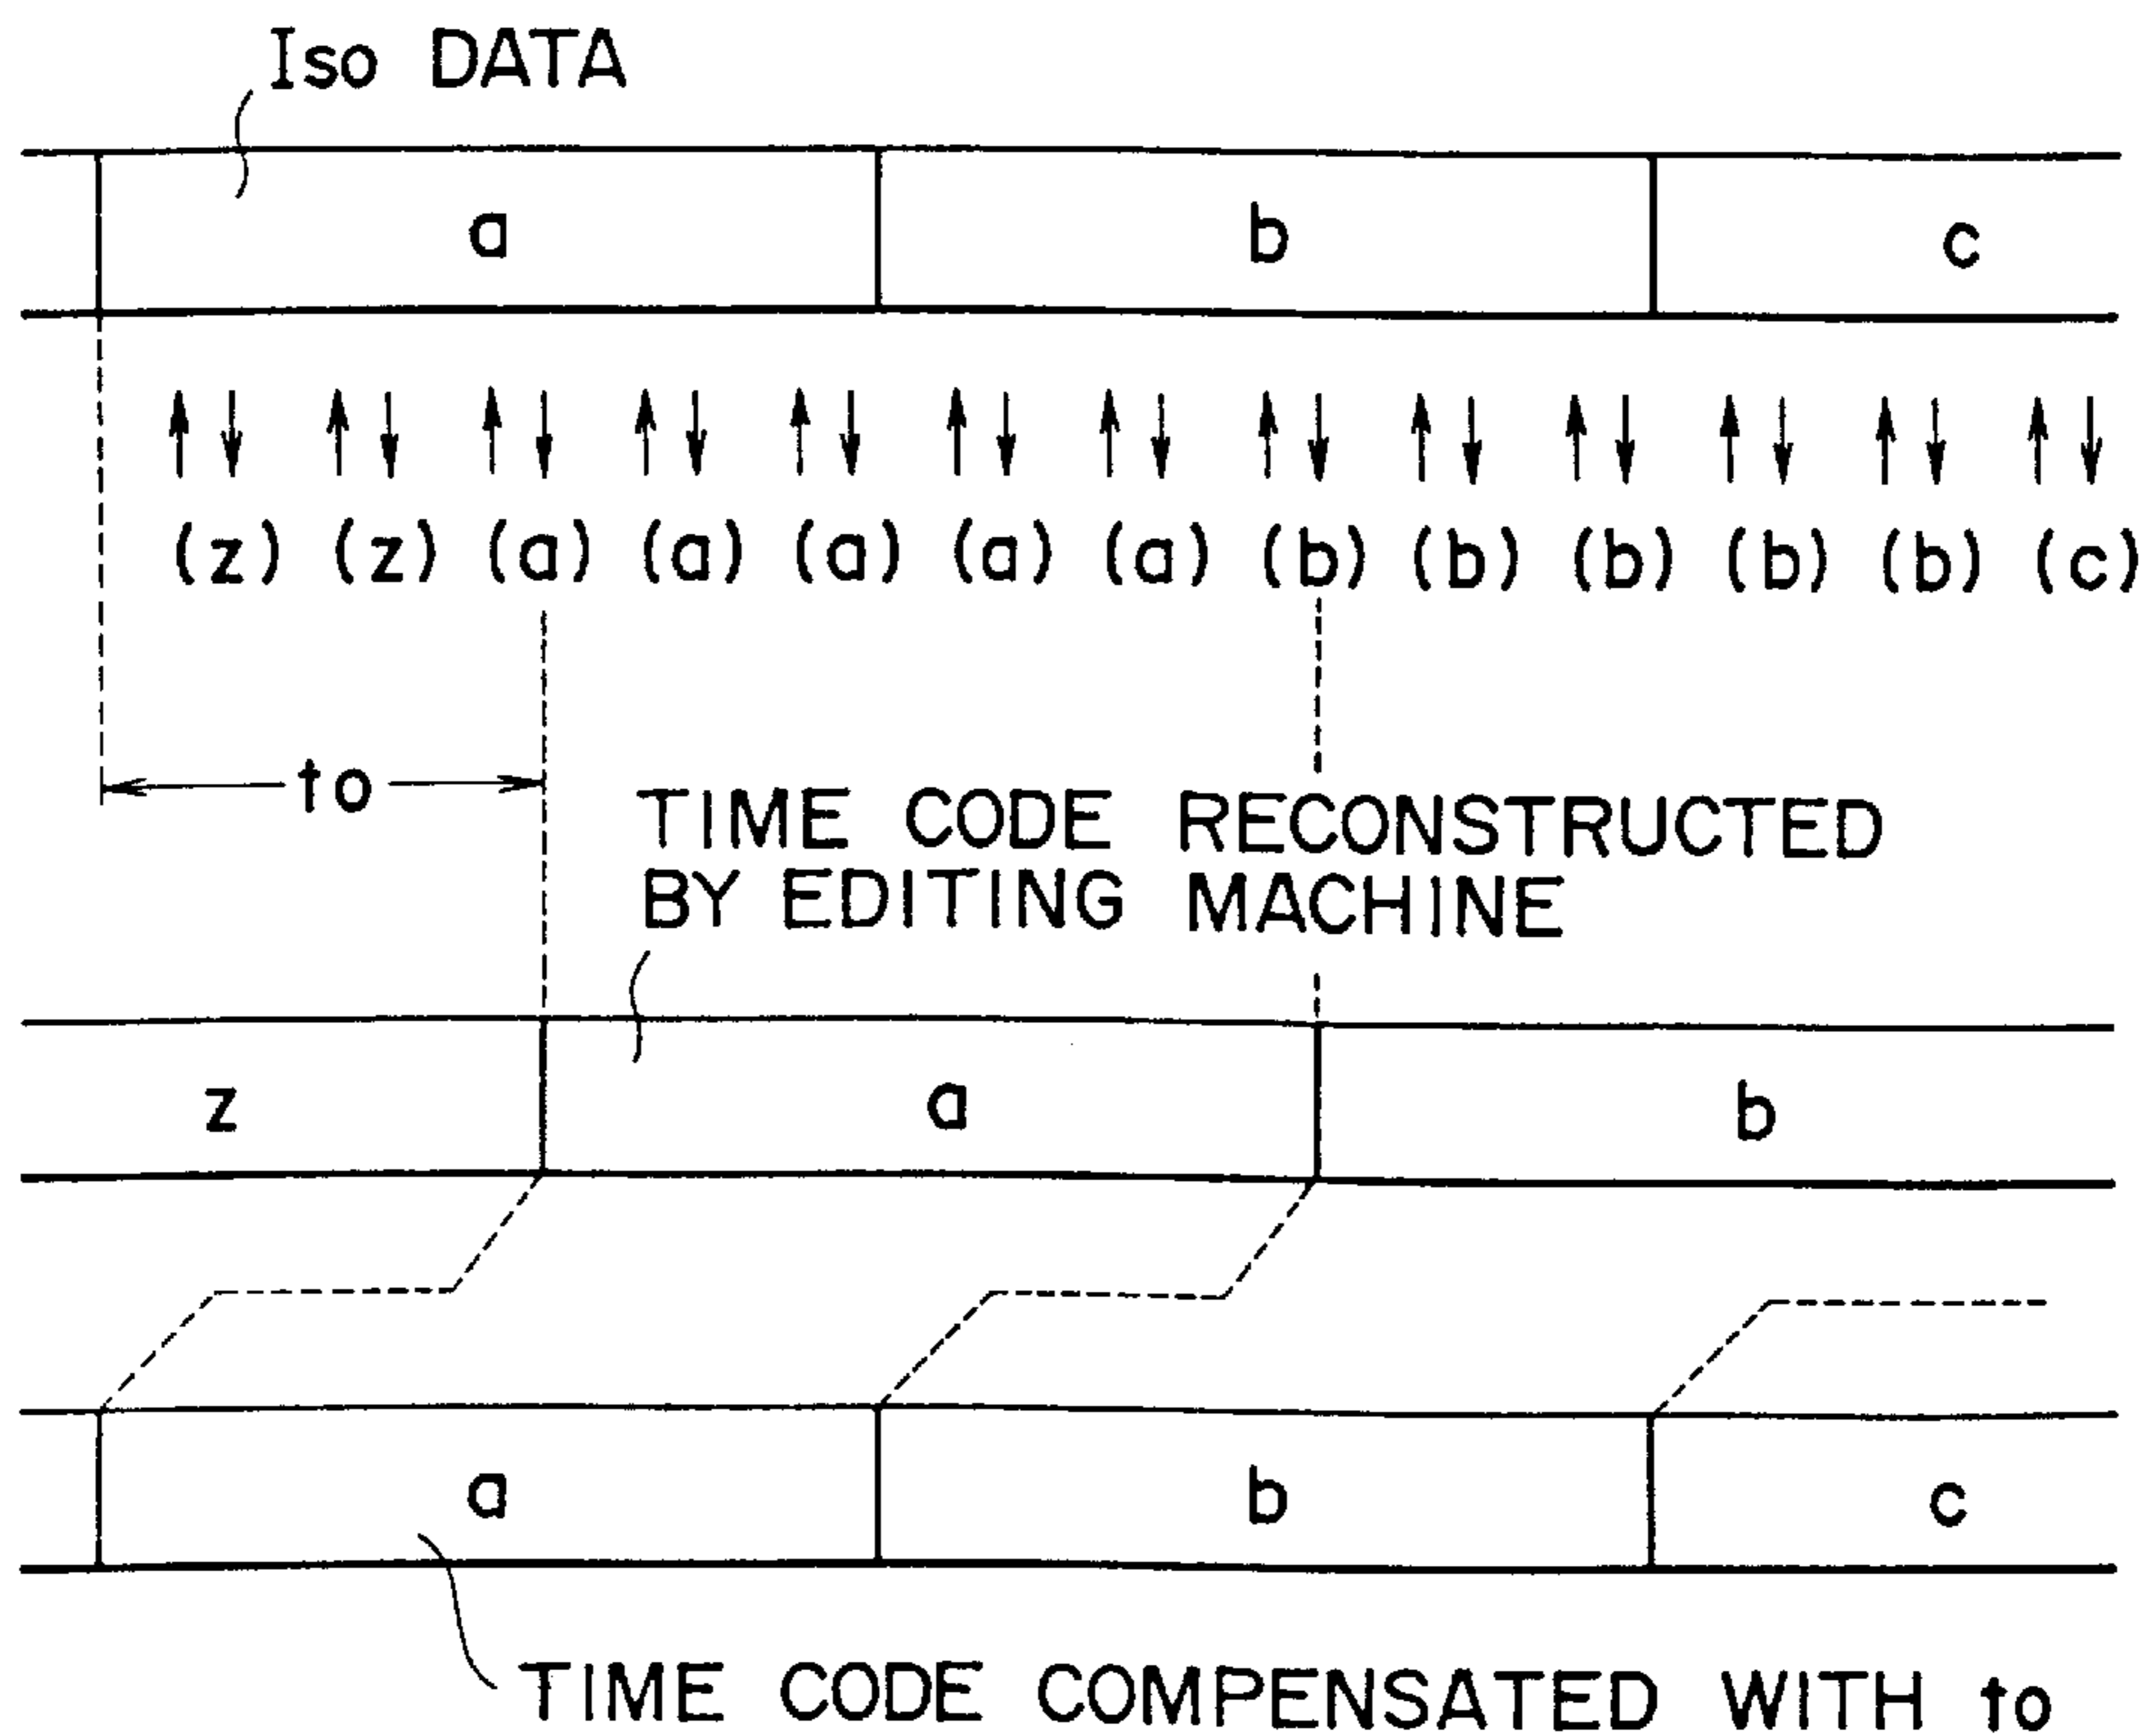 Iso DATA
a b c
(z) (z) (a) (a) (a) (a) (a) (b) (b) (b) (b) (b) (c)
to
TIME CODE RECONSTRUCTED
BY EDITING MACHINE
z a b
a b c
TIME CODE COMPENSATED WITH to